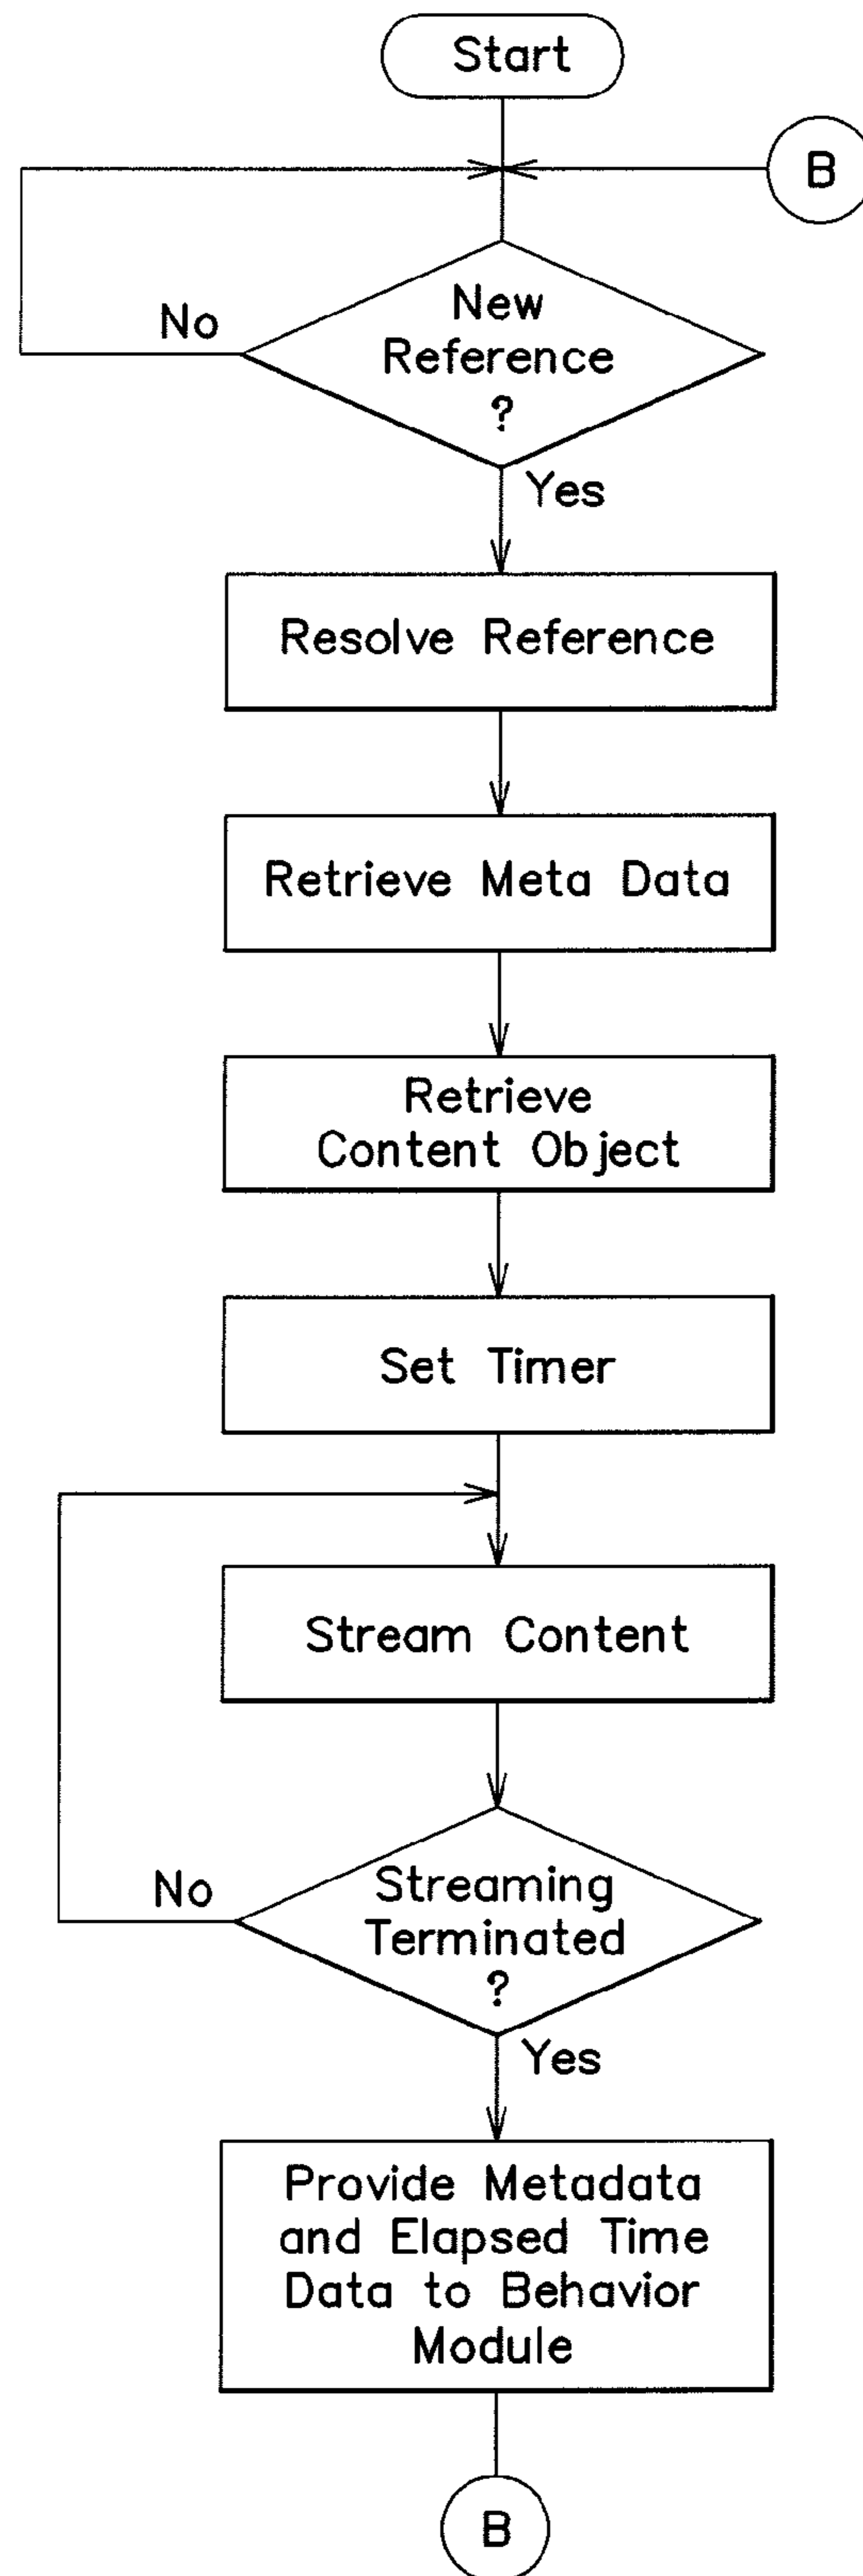 Start
B
New
Reference
?
No
Yes
Resolve Reference
Retrieve Meta Data
Retrieve
Content Object
Set Timer
Stream Content
Streaming
Terminated
?
No
Yes
Provide Metadata
and Elapsed Time
Data to Behavior
Module
B